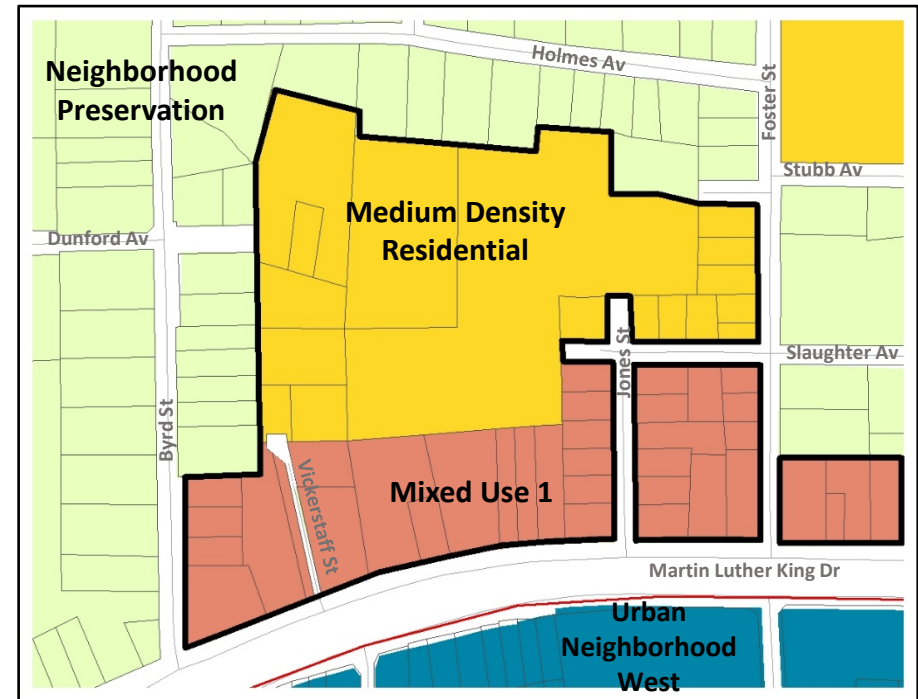 Holmes Av
Neighborhood
Preservation
Foster St
Stubb Av
Medium Density
Residential
Dunford Av
Slaughter Av
Jones St
Byrd St
Vickerstaff St
Mixed Use 1
Martin Luther King Dr
Urban
Neighborhood
West